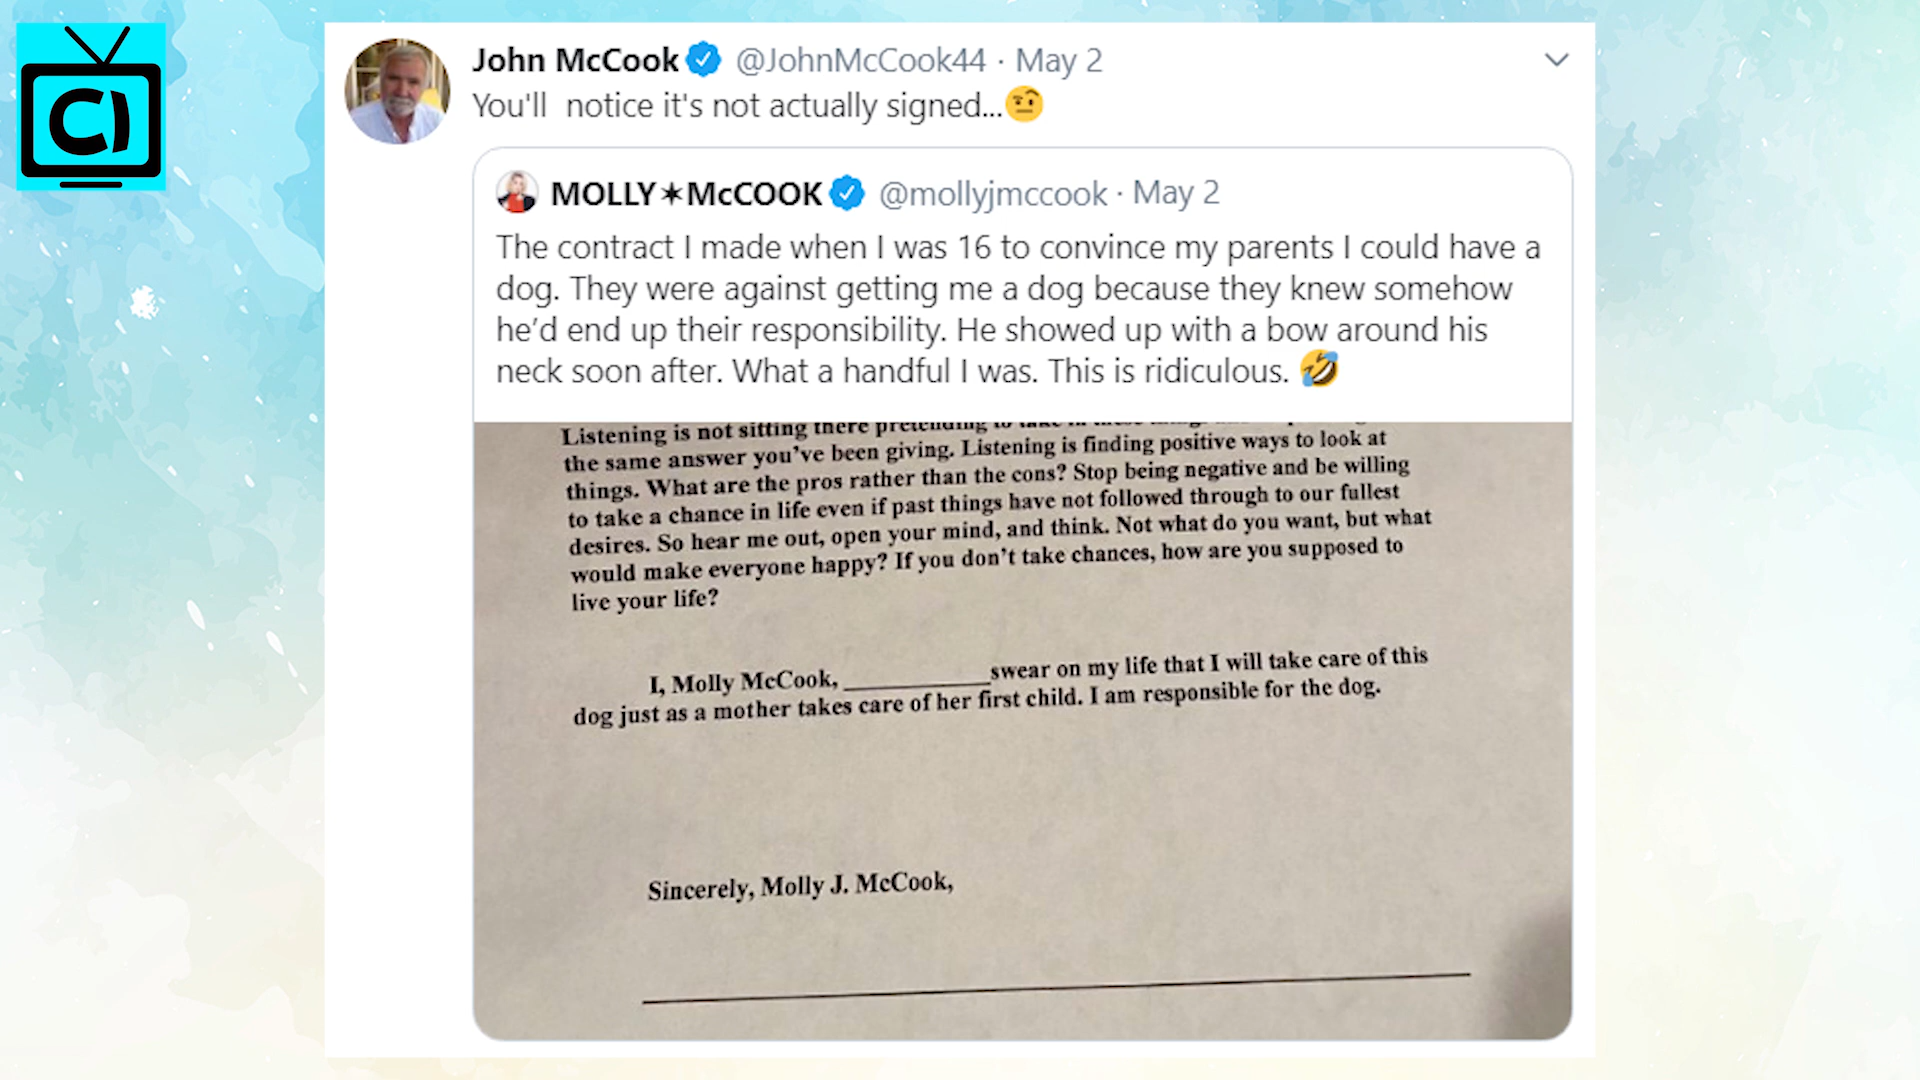 CJ
John McCook @JohnMcCook44 · May 2
You'll notice it's not actually signed...🤨
MOLLY✶McCOOK @mollyjmccook · May 2
The contract I made when I was 16 to convince my parents I could have a
dog. They were against getting me a dog because they knew somehow
he'd end up their responsibility. He showed up with a bow around his
neck soon after. What a handful I was. This is ridiculous. 🤣
Listening is not sitting there pretending to take in these
the same answer you've been giving. Listening is finding positive ways to look at
things. What are the pros rather than the cons? Stop being negative and be willing
to take a chance in life even if past things have not followed through to our fullest
desires. So hear me out, open your mind, and think. Not what do you want, but what
would make everyone happy? If you don't take chances, how are you supposed to
live your life?
I, Molly McCook, __________swear on my life that I will take care of this
dog just as a mother takes care of her first child. I am responsible for the dog.
Sincerely, Molly J. McCook,